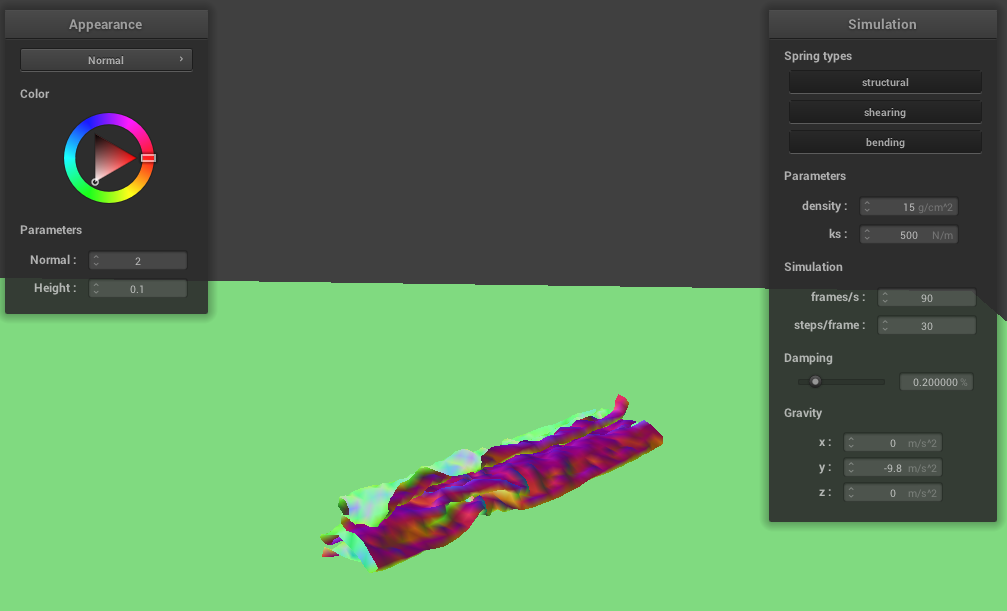 Appearance
Normal
Color
Parameters
Normal : 2
Height : 0.1
Simulation
Spring types
structural
shearing
bending
Parameters
density : 15 g/cm^2
ks : 500 N/m
Simulation
frames/s : 90
steps/frame : 30
Damping
0.200000 %
Gravity
x : 0 m/s^2
y : -9.8 m/s^2
z : 0 m/s^2